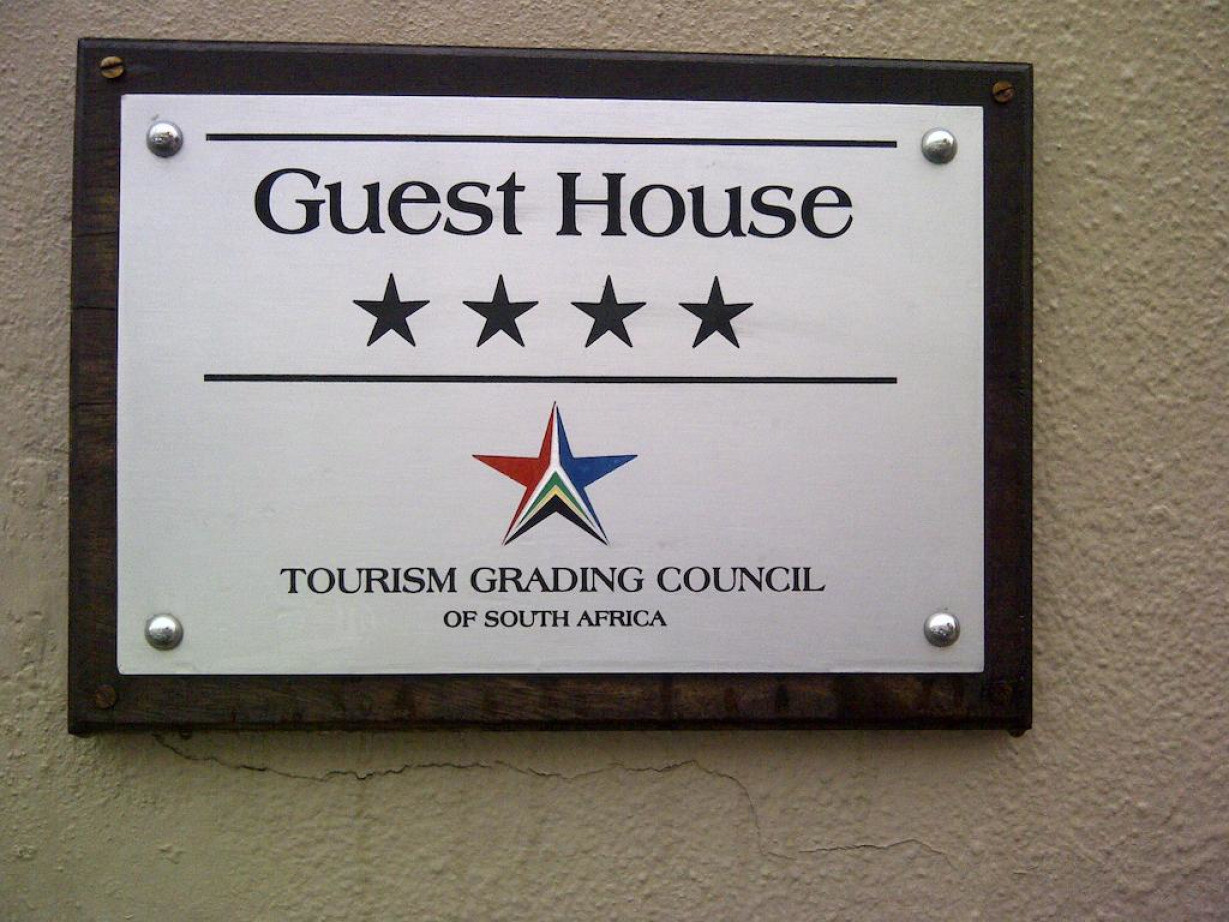 Guest House
TOURISM GRADING COUNCIL
OF SOUTH AFRICA